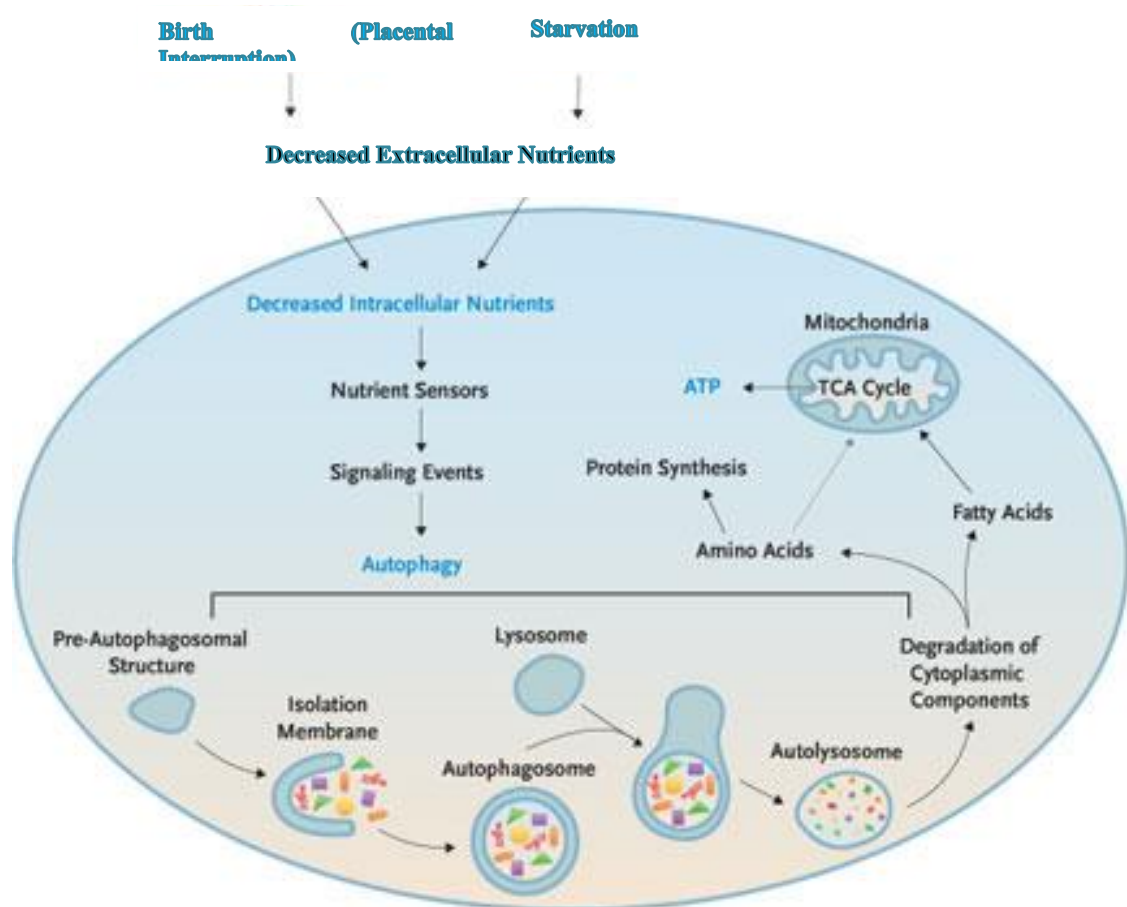 Birth (Placental Starvation
Interruption)
Decreased Extracellular Nutrients
Decreased Intracellular Nutrients
Nutrient Sensors
Signaling Events
Autophagy
Mitochondria
TCA Cycle
ATP
Protein Synthesis
Fatty Acids
Amino Acids
Pre-Autophagosomal
Structure
Isolation
Membrane
Lysosome
Autophagosome
Autolysosome
Degradation of
Cytoplasmic
Components